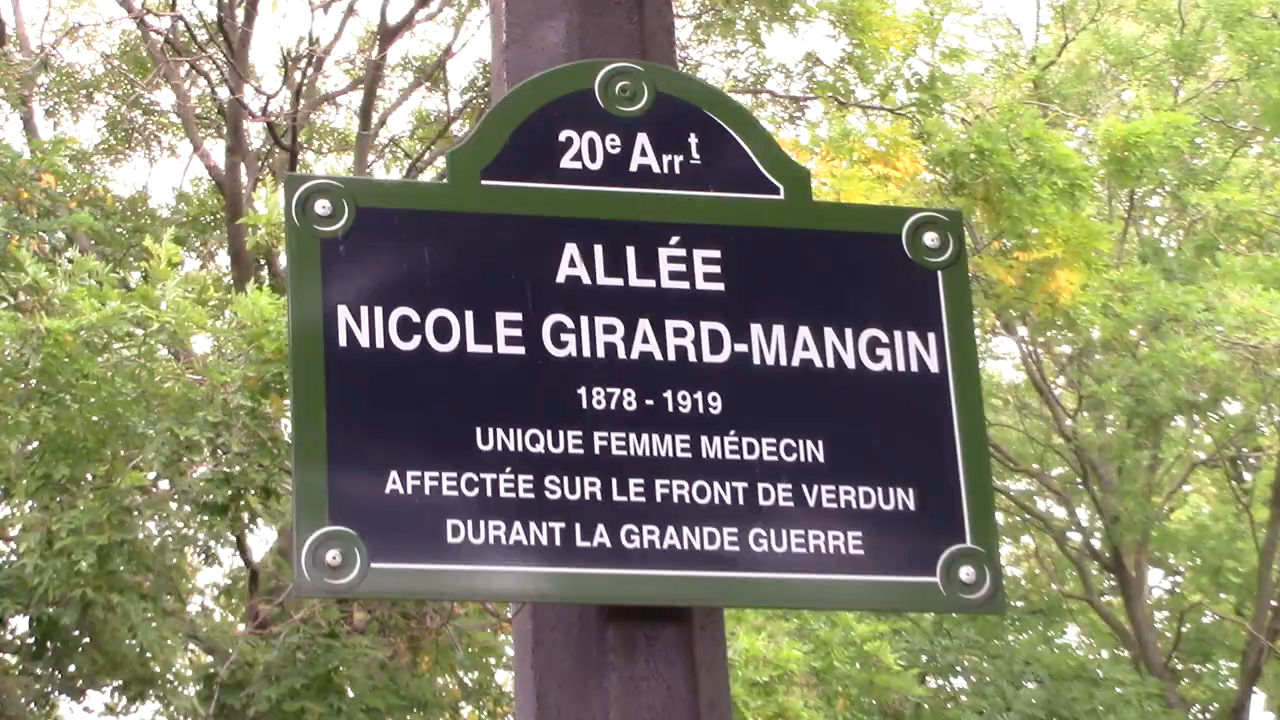 20e Arrt
ALLÉE
NICOLE GIRARD-MANGIN
1878 - 1919
UNIQUE FEMME MÉDECIN
AFFECTÉE SUR LE FRONT DE VERDUN
DURANT LA GRANDE GUERRE